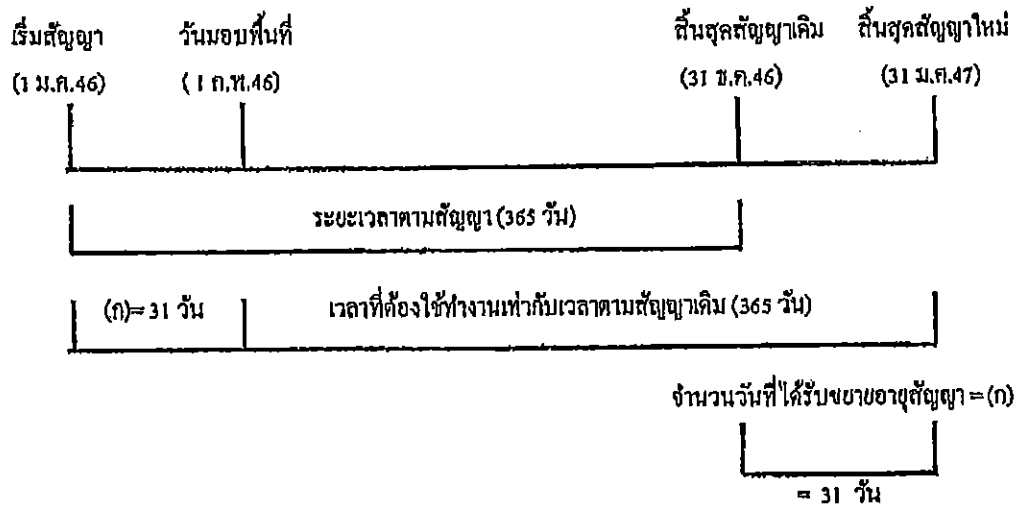 เริ่มสัญญา วันมอบพื้นที่ สิ้นสุดสัญญาเดิม สิ้นสุดสัญญาใหม่
(1 ม.ค.46) (1 ก.พ.46) (31 ธ.ค.46) (31 ม.ค.47)
ระยะเวลาตามสัญญา (365 วัน)
(ก)= 31 วัน เวลาที่ต้องใช้ทำงานเท่ากับเวลาตามสัญญาเดิม (365 วัน)
จำนวนวันที่ได้รับขยายอายุสัญญา = (ก)
= 31 วัน